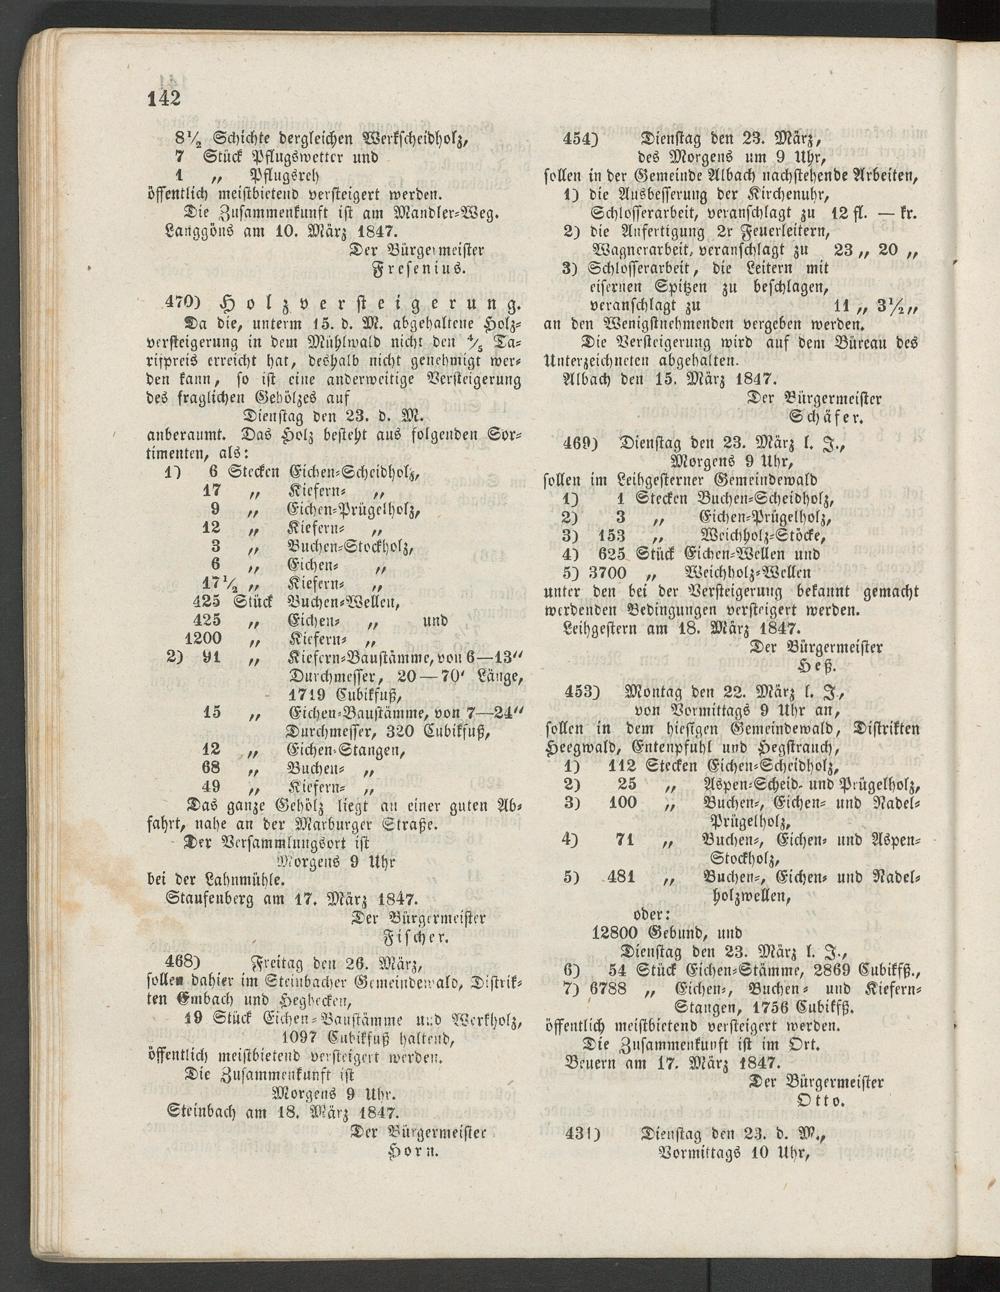 142
8½ Schichte dergleichen Werkscheidholz,
7 Stück Pflugswetter und
1 „ Pflugsreh
öffentlich meistbietend versteigert werden.
Die Zusammenkunft ist am Mandler-Weg.
Langgöns am 10. März 1847.
Der Bürgermeister
Fresenius.
470) Holzversteigerung.
Da die, unterm 15. d. M. abgehaltene Holz-
versteigerung in dem Mühlwald nicht den ⁴/₅ Ta-
rifpreis erreicht hat, deshalb nicht genehmigt wer-
den kann, so ist eine anderweitige Versteigerung
des fraglichen Gehölzes auf
Dienstag den 23. d. M.
anberaumt. Das Holz besteht aus folgenden Sor-
timenten, als:
1) 6 Stecken Eichen-Scheidholz,
17 „ Kiefern- „
9 „ Eichen-Prügelholz,
12 „ Kiefern- „
3 „ Buchen-Stockholz,
6 „ Eichen- „
17½ „ Kiefern- „
425 Stück Buchen-Wellen,
425 „ Eichen- „ und
1200 „ Kiefern- „
2) 91 „ Kiefern-Baustämme, von 6—13"
Durchmesser, 20—70' Länge,
1719 Cubikfuß,
15 „ Eichen-Baustämme, von 7—24"
Durchmesser, 320 Cubikfuß,
12 „ Eichen-Stangen,
68 „ Buchen- „
49 „ Kiefern- „
Das ganze Gehölz liegt an einer guten Ab-
fahrt, nahe an der Marburger Straße.
Der Versammlungsort ist
Morgens 9 Uhr
bei der Lahnmühle.
Staufenberg am 17. März 1847.
Der Bürgermeister
Fischer.
468) Freitag den 26. März,
sollen dahier im Steinbacher Gemeindewald, Distrik-
ten Embach und Heghecken,
19 Stück Eichen-Baustämme und Werkholz,
1097 Cubikfuß haltend,
öffentlich meistbietend versteigert werden.
Die Zusammenkunft ist
Morgens 9 Uhr.
Steinbach am 18. März 1847.
Der Bürgermeister
Horn.
454) Dienstag den 23. März,
des Morgens um 9 Uhr,
sollen in der Gemeinde Albach nachstehende Arbeiten,
1) die Ausbesserung der Kirchenuhr,
Schlosserarbeit, veranschlagt zu 12 fl. — kr.
2) die Anfertigung 2r Feuerleitern,
Wagnerarbeit, veranschlagt zu 23 „ 20 „
3) Schlosserarbeit, die Leitern mit
eisernen Spitzen zu beschlagen,
veranschlagt zu 11 „ 3½ „
an den Wenigstnehmenden vergeben werden.
Die Versteigerung wird auf dem Büreau des
Unterzeichneten abgehalten.
Albach den 15. März 1847.
Der Bürgermeister
Schäfer.
469) Dienstag den 23. März l. J.,
Morgens 9 Uhr,
sollen im Leihgesterner Gemeindewald
1) 1 Stecken Buchen-Scheidholz,
2) 3 „ Eichen-Prügelholz,
3) 153 „ Weichholz-Stöcke,
4) 625 Stück Eichen-Wellen und
5) 3700 „ Weichholz-Wellen
unter den bei der Versteigerung bekannt gemacht
werdenden Bedingungen versteigert werden.
Leihgestern am 18. März 1847.
Der Bürgermeister
Heß.
453) Montag den 22. März l. J,
von Vormittags 9 Uhr an,
sollen in dem hiesigen Gemeindewald, Distrikten
Heegwald, Entenpfuhl und Hegstrauch,
1) 112 Stecken Eichen-Scheidholz,
2) 25 „ Aspen-Scheid- und Prügelholz,
3) 100 „ Buchen-, Eichen- und Nadel-
Prügelholz,
4) 71 „ Buchen-, Eichen- und Aspen-
Stockholz,
5) 481 „ Buchen-, Eichen- und Nadel-
holzwellen,
oder:
12800 Gebund, und
Dienstag den 23. März l. J.,
6) 54 Stück Eichen-Stämme, 2869 Cubikfß.,
7) 6788 „ Eichen-, Buchen- und Kiefern-
Stangen, 1756 Cubikfß.
öffentlich meistbietend versteigert werden.
Die Zusammenkunft ist im Ort.
Beuern am 17. März 1847.
Der Bürgermeister
Otto.
431) Dienstag den 23. d. M.,
Vormittags 10 Uhr,